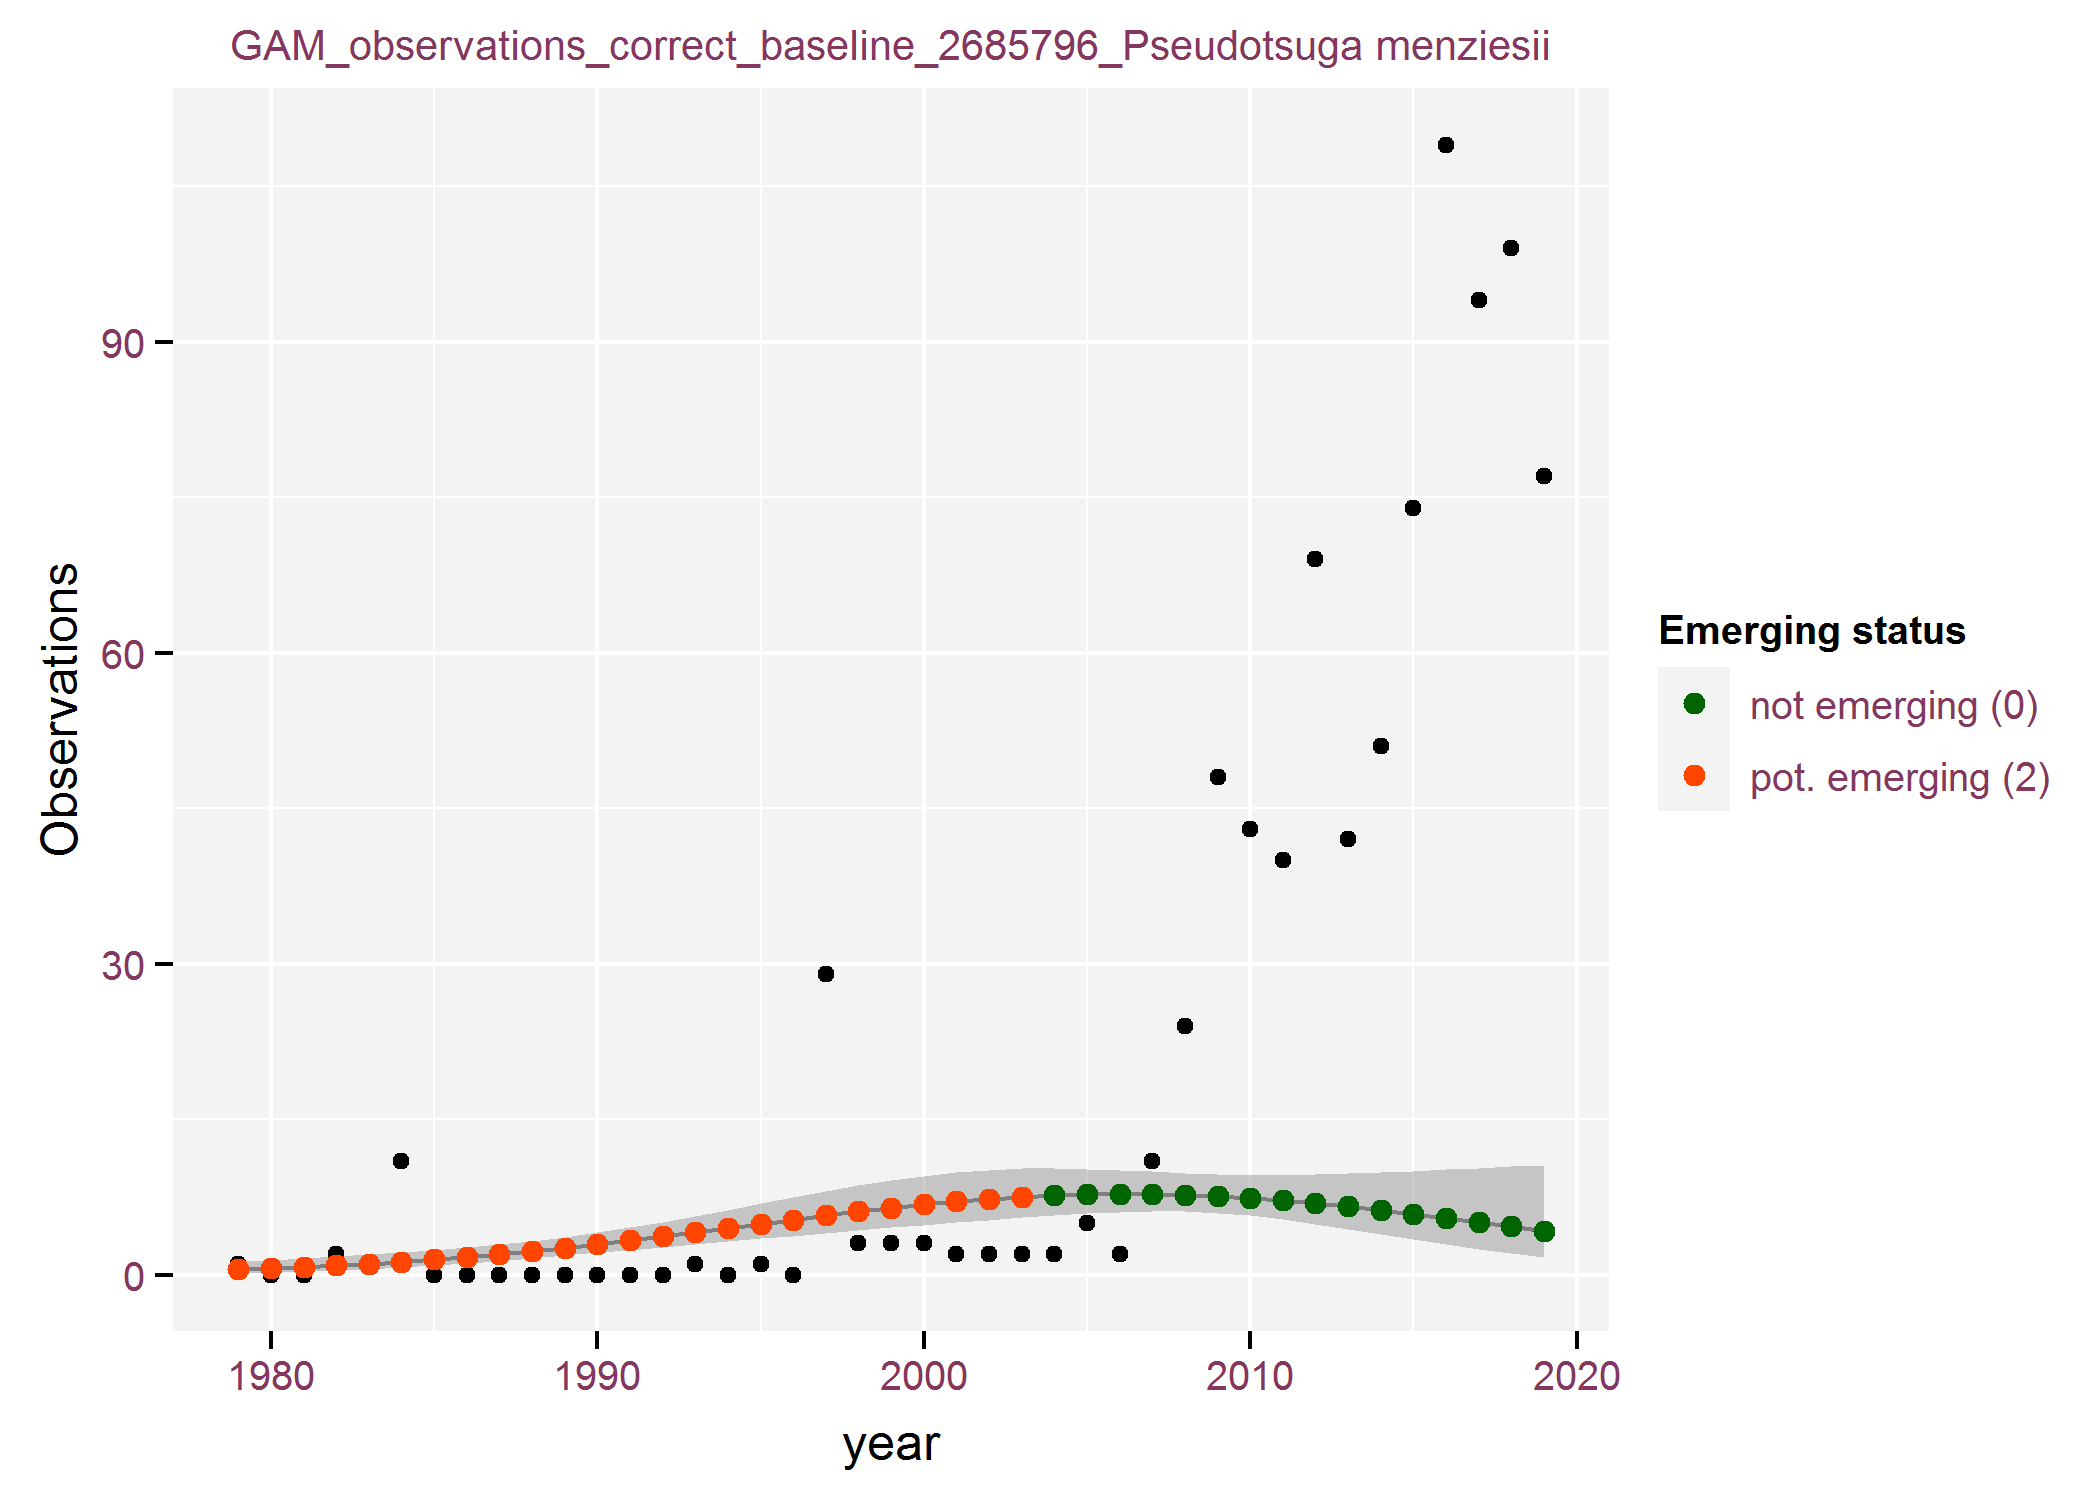 GAM_observations_correct_baseline_2685796_Pseudotsuga menziesii
Observations
90
60
30
0
1980 1990 2000 2010 2020
year
Emerging status
not emerging (0)
pot. emerging (2)